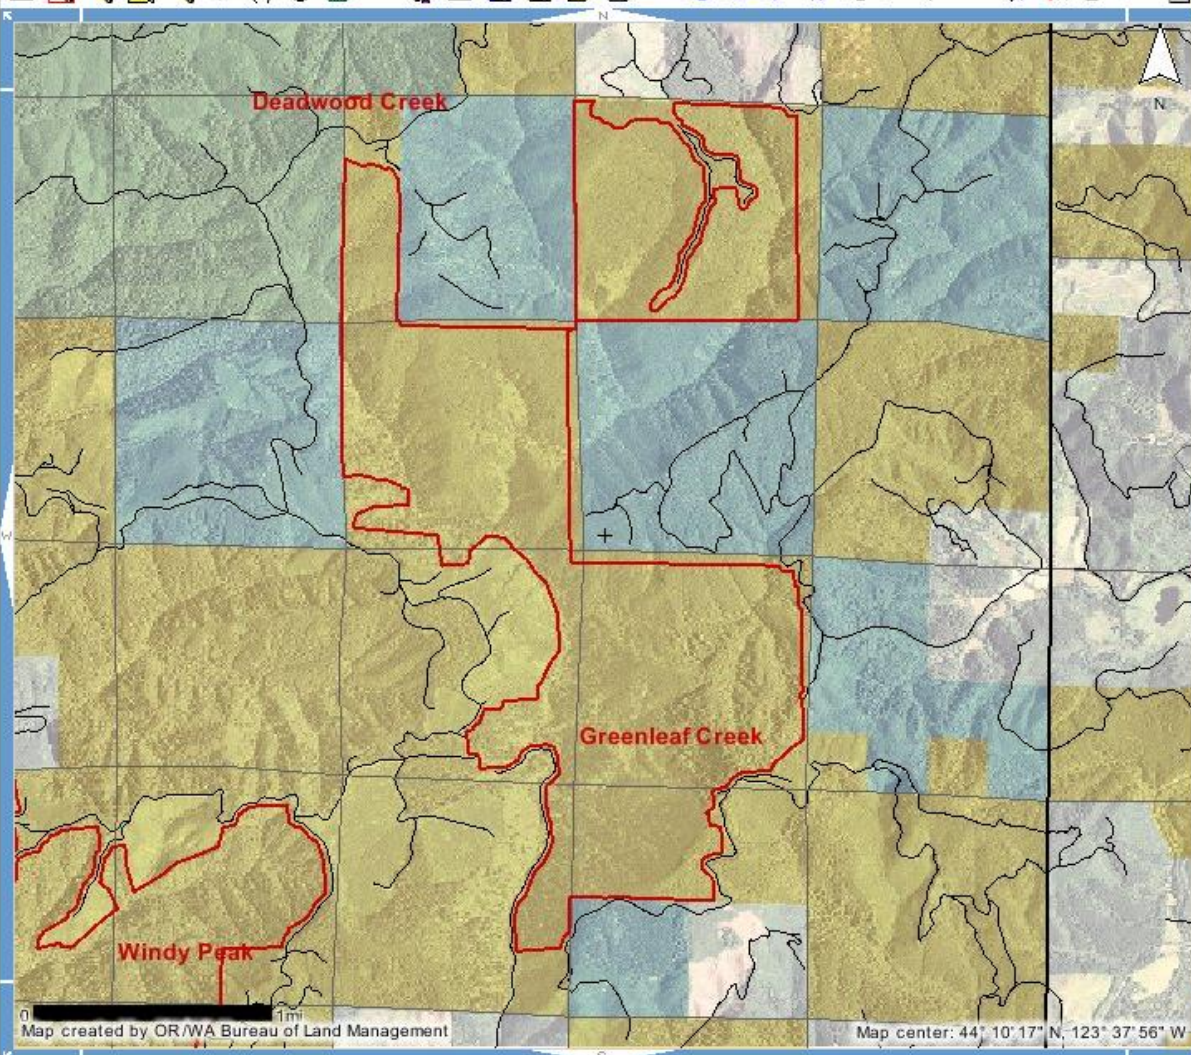 N
Deadwood Creek
N
W
Greenleaf Creek
Windy Peak
0 1mi
Map created by OR/WA Bureau of Land Management
Map center: 44° 10' 17" N, 123° 37' 56" W